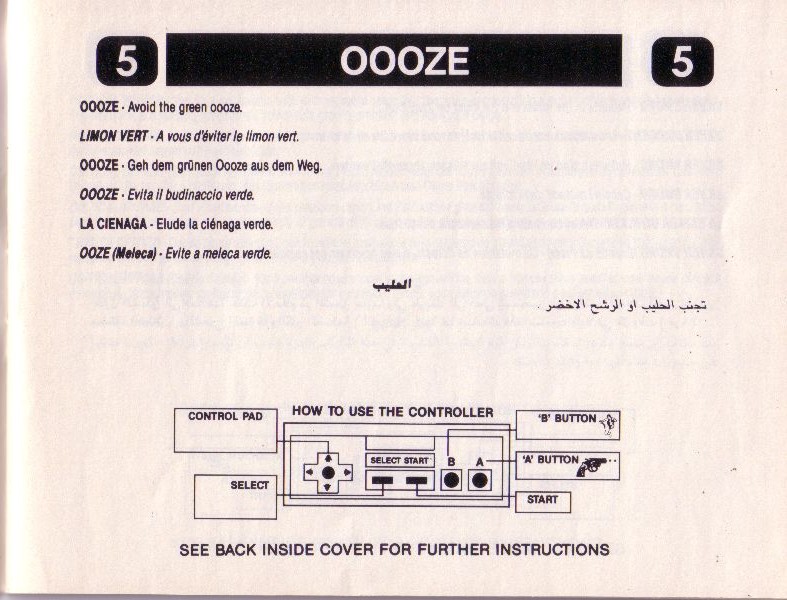 5 OOOZE 5
OOOZE - Avoid the green oooze.
LIMON VERT - A vous d'éviter le limon vert.
OOOZE - Geh dem grünen Oooze aus dem Weg.
OOOZE - Evita il budinaccio verde.
LA CIENAGA - Elude la ciénaga verde.
OOZE (Meleca) - Evite a meleca verde.
الحليب
تجنب الحليب او الرشح الاخضر .
HOW TO USE THE CONTROLLER
CONTROL PAD
'B' BUTTON
SELECT START
B A
'A' BUTTON
SELECT
START
SEE BACK INSIDE COVER FOR FURTHER INSTRUCTIONS